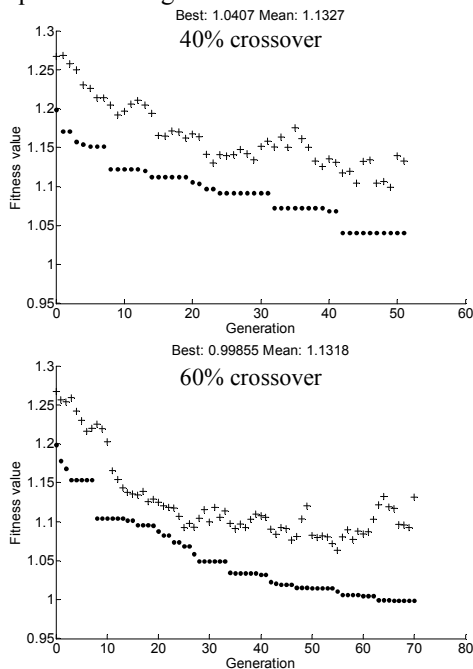 Best: 1.0407 Mean: 1.1327
40% crossover
1.3
1.25
1.2
1.15
1.1
1.05
1
0.95
Fitness value
0 10 20 30 40 50 60
Generation
Best: 0.99855 Mean: 1.1318
60% crossover
1.3
1.25
1.2
1.15
1.1
1.05
1
0.95
Fitness value
0 10 20 30 40 50 60 70 80
Generation